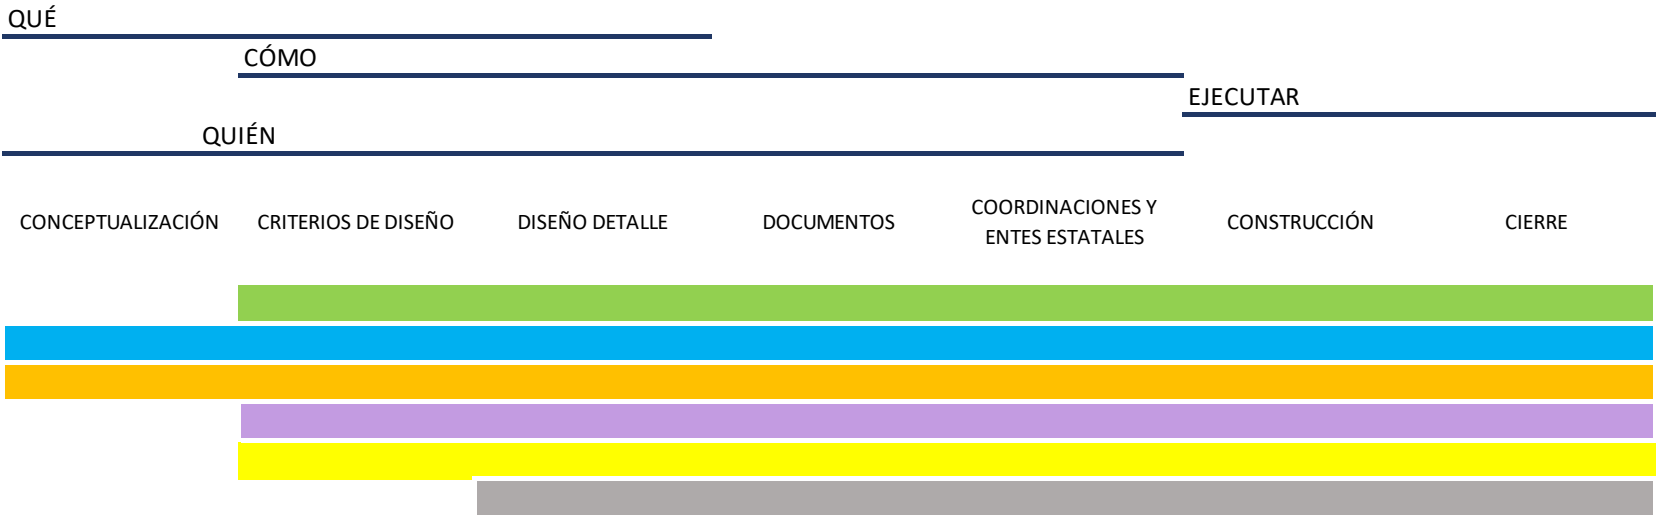 QUÉ
CÓMO
EJECUTAR
QUIÉN
CONCEPTUALIZACIÓN
CRITERIOS DE DISEÑO
DISEÑO DETALLE
DOCUMENTOS
COORDINACIONES Y
ENTES ESTATALES
CONSTRUCCIÓN
CIERRE